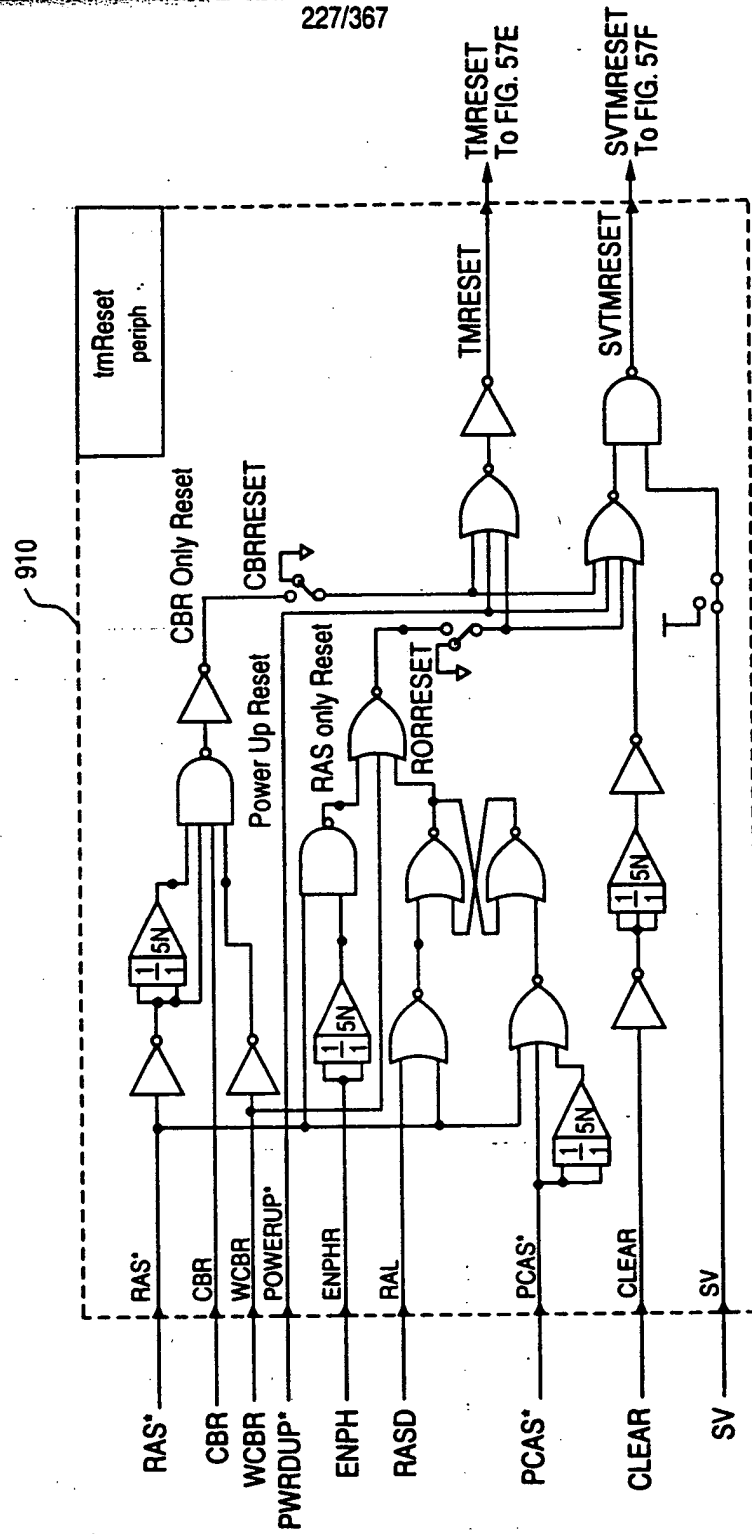 227/367
910
tmReset
periph
RAS*
CBR
WCBR
PWRDUP*
ENPH
RASD
PCAS*
CLEAR
SV
RAS*
CBR
WCBR
POWERUP*
ENPHR
RAL
PCAS*
CLEAR
SV
1
1
5N
1
1
5N
1
1
5N
1
1
5N
CBR Only Reset
CBRRESET
Power Up Reset
RAS only Reset
RORRESET
TMRESET
SVTMRESET
TMRESET
To FIG. 57E
SVTMRESET
To FIG. 57F